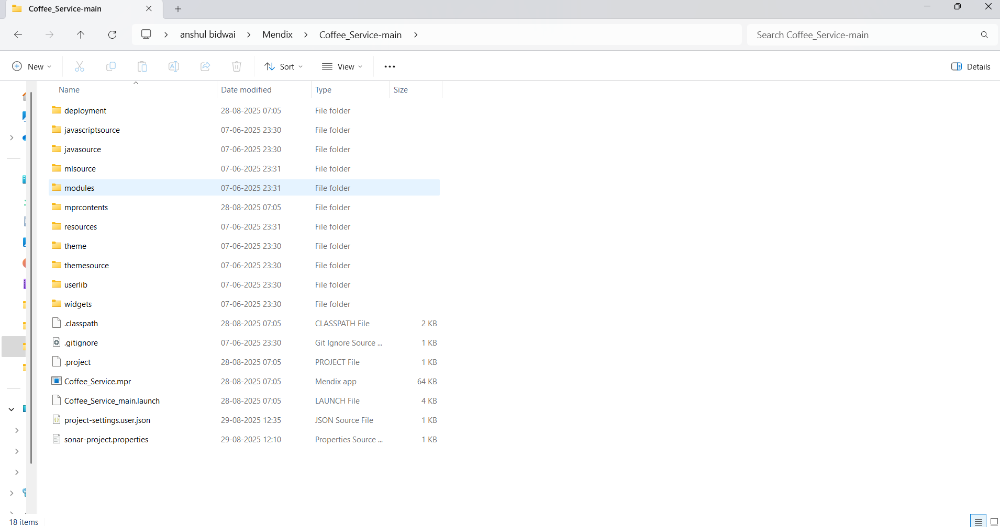 Coffee_Service-main
anshul bidwai Mendix Coffee_Service-main Search Coffee_Service-main
New Sort View Details
Name Date modified Type Size
deployment 28-08-2025 07:05 File folder
javascriptsource 07-06-2025 23:30 File folder
javasource 07-06-2025 23:30 File folder
mlsource 07-06-2025 23:31 File folder
modules 07-06-2025 23:31 File folder
mprcontents 28-08-2025 07:05 File folder
resources 07-06-2025 23:31 File folder
theme 07-06-2025 23:30 File folder
themesource 07-06-2025 23:30 File folder
userlib 07-06-2025 23:30 File folder
widgets 07-06-2025 23:30 File folder
.classpath 28-08-2025 07:05 CLASSPATH File 2 KB
.gitignore 07-06-2025 23:30 Git Ignore Source ... 1 KB
.project 28-08-2025 07:05 PROJECT File 1 KB
Coffee_Service.mpr 28-08-2025 07:05 Mendix app 64 KB
Coffee_Service_main.launch 28-08-2025 07:05 LAUNCH File 4 KB
project-settings.user.json 29-08-2025 12:35 JSON Source File 1 KB
sonar-project.properties 29-08-2025 12:10 Properties Source ... 1 KB
18 items